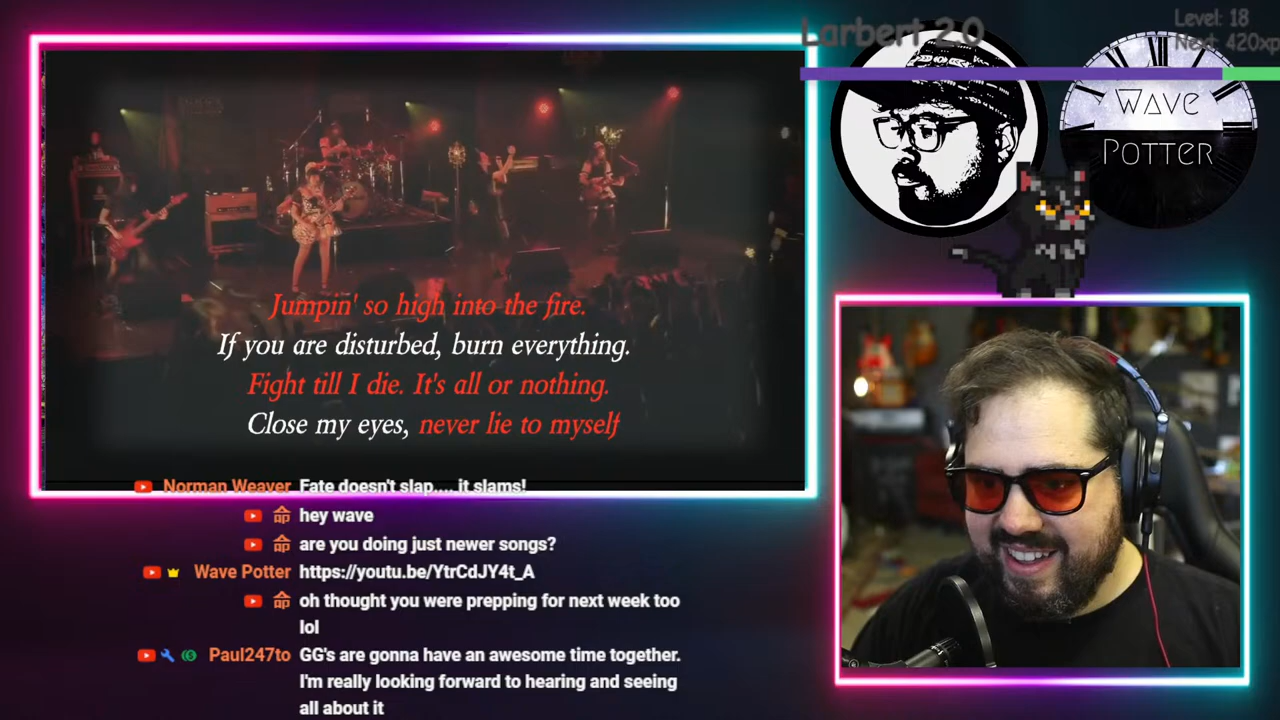 Larbert 2.0
Level: 18
Next: 420xp
WAVE
POTTER
Jumpin' so high into the fire.
If you are disturbed, burn everything.
Fight till I die. It's all or nothing.
Close my eyes, never lie to myself
Norman Weaver Fate doesn't slap.... it slams!
命 hey wave
命 are you doing just newer songs?
Wave Potter https://youtu.be/YtrCdJY4t_A
命 oh thought you were prepping for next week too
lol
Paul247to GG's are gonna have an awesome time together.
I'm really looking forward to hearing and seeing
all about it